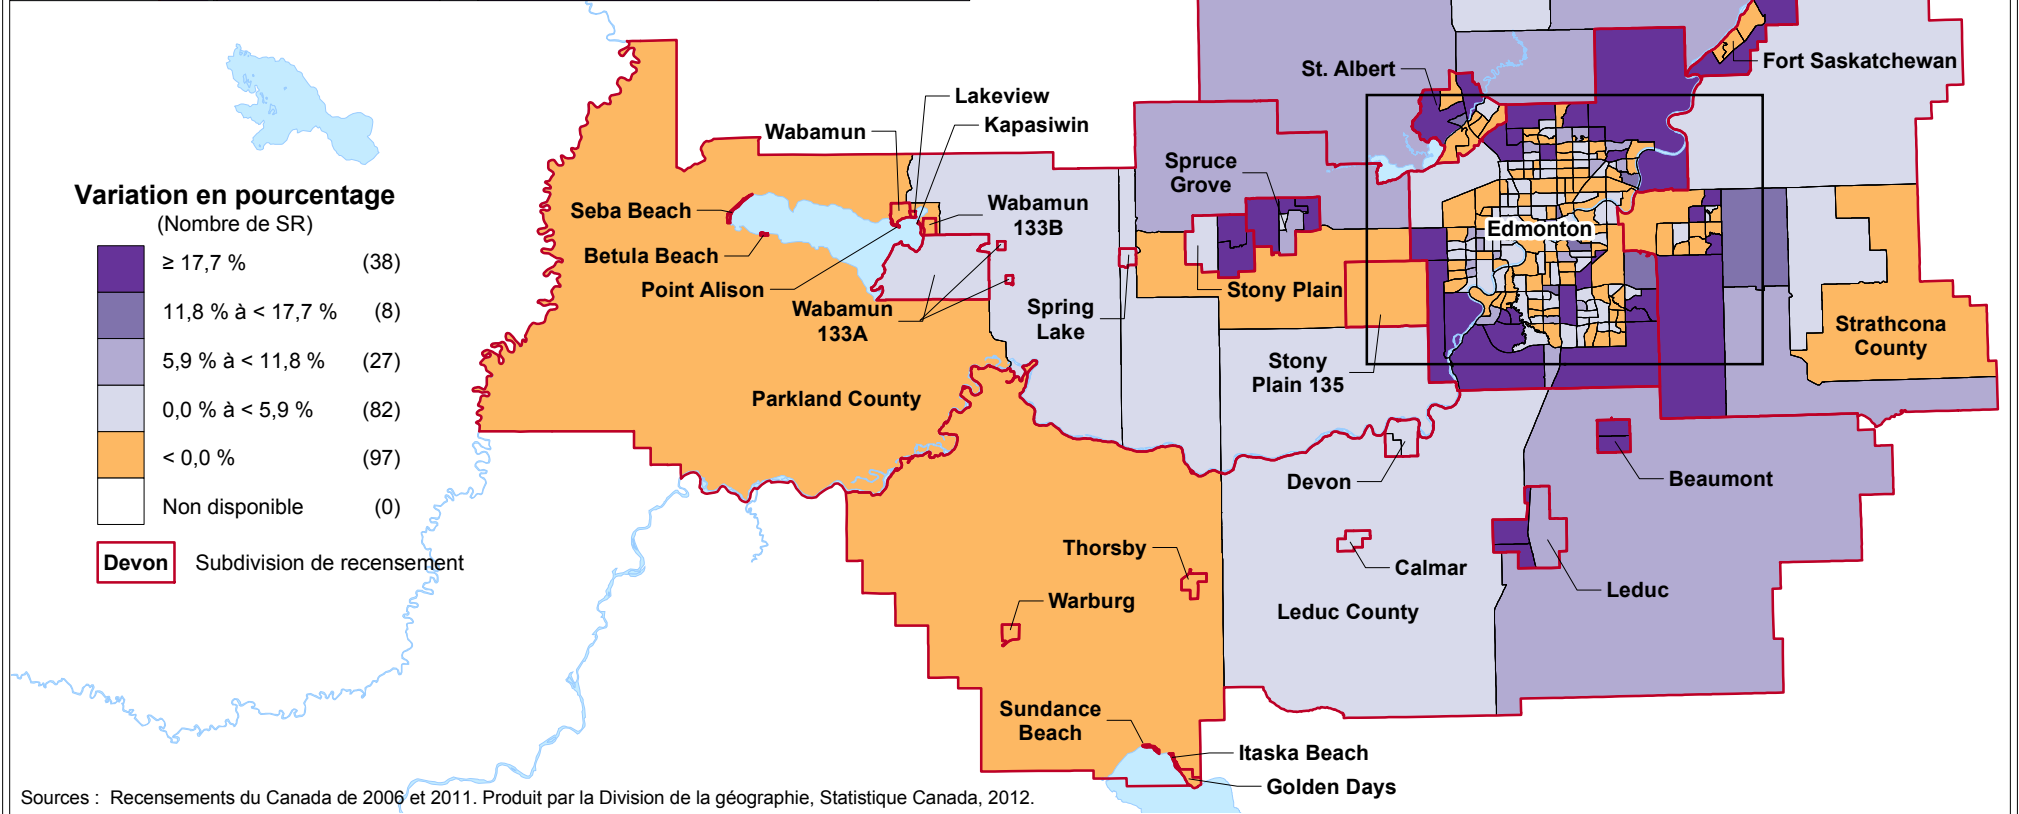 Variation en pourcentage
(Nombre de SR)
≥ 17,7 % (38)
11,8 % à < 17,7 % (8)
5,9 % à < 11,8 % (27)
0,0 % à < 5,9 % (82)
< 0,0 % (97)
Non disponible (0)
Devon Subdivision de recensement
St. Albert
Fort Saskatchewan
Lakeview
Wabamun
Kapasiwin
Spruce
Grove
Seba Beach
Wabamun
133B
Edmonton
Betula Beach
Point Alison
Wabamun
133A
Spring
Lake
Stony Plain
Strathcona
County
Stony
Plain 135
Parkland County
Devon
Beaumont
Thorsby
Calmar
Warburg
Leduc
Leduc County
Sundance
Beach
Itaska Beach
Golden Days
Sources : Recensements du Canada de 2006 et 2011. Produit par la Division de la géographie, Statistique Canada, 2012.